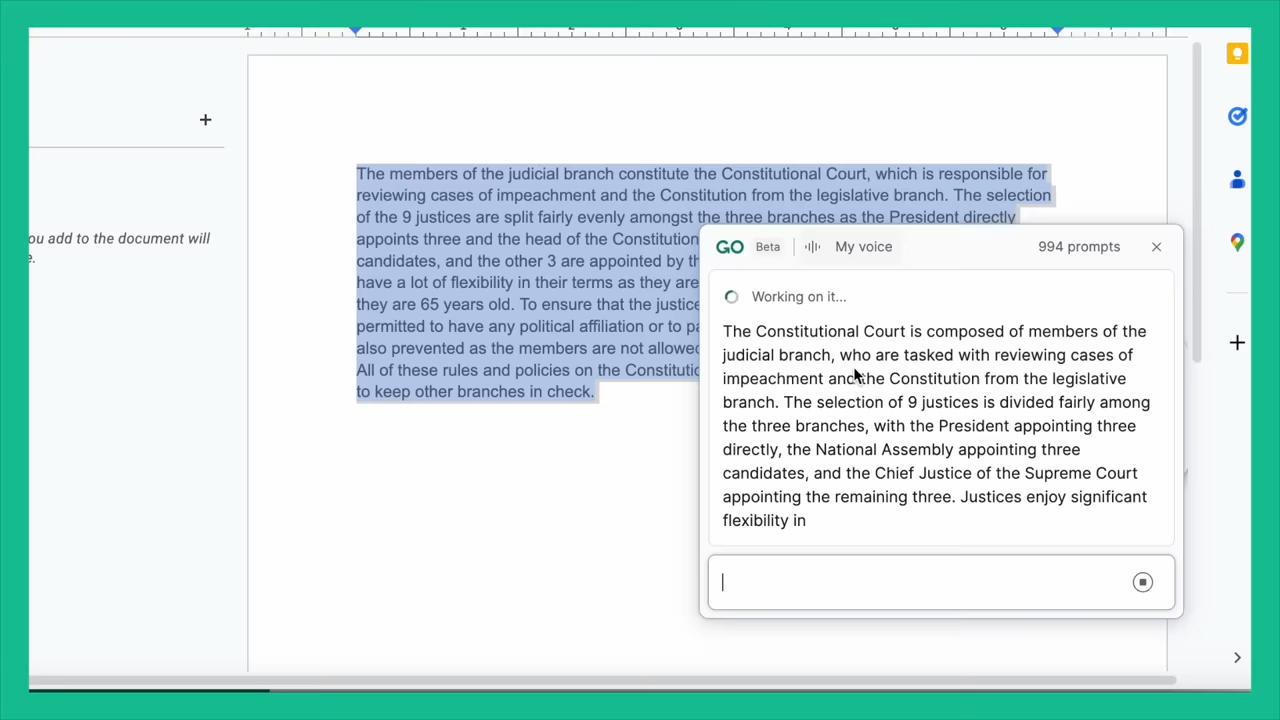 ou add to the document will
e.
The members of the judicial branch constitute the Constitutional Court, which is responsible for
reviewing cases of impeachment and the Constitution from the legislative branch. The selection
of the 9 justices are split fairly evenly amongst the three branches as the President directly
appoints three and the head of the Constitution
candidates, and the other 3 are appointed by th
have a lot of flexibility in their terms as they are
they are 65 years old. To ensure that the justice
permitted to have any political affiliation or to pa
also prevented as the members are not allowed
All of these rules and policies on the Constitutio
to keep other branches in check.
GO Beta My voice 994 prompts
Working on it...
The Constitutional Court is composed of members of the
judicial branch, who are tasked with reviewing cases of
impeachment and the Constitution from the legislative
branch. The selection of 9 justices is divided fairly among
the three branches, with the President appointing three
directly, the National Assembly appointing three
candidates, and the Chief Justice of the Supreme Court
appointing the remaining three. Justices enjoy significant
flexibility in